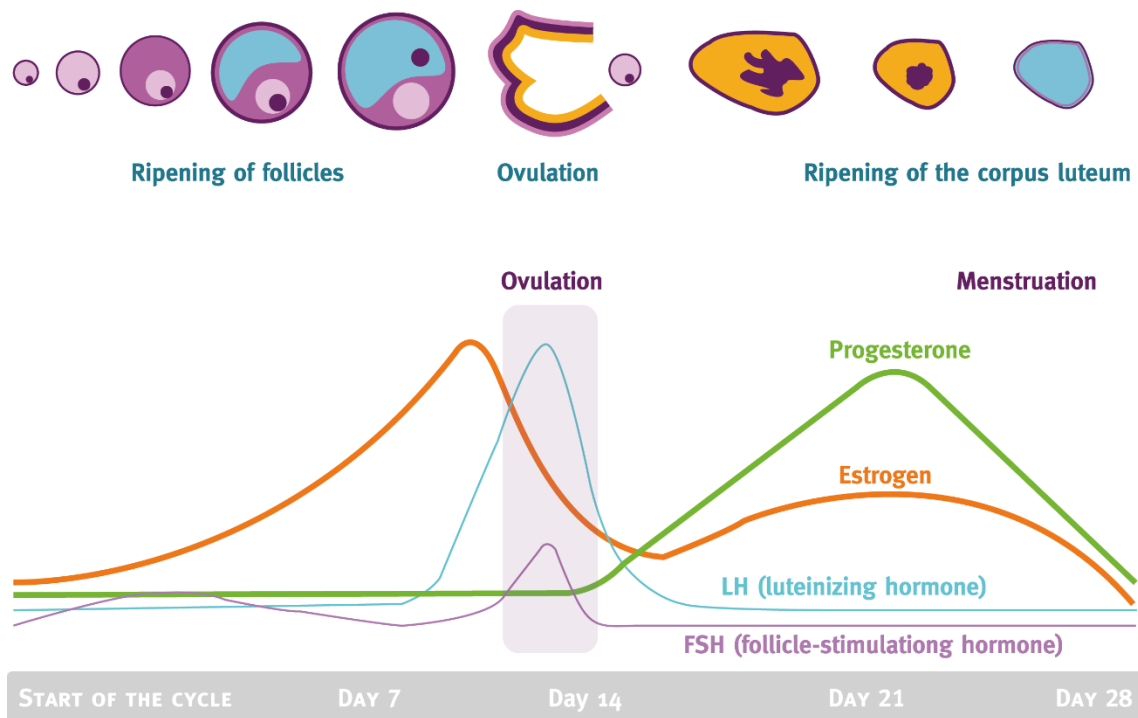 Ripening of follicles
Ovulation
Ripening of the corpus luteum
Ovulation
Menstruation
Progesterone
Estrogen
LH (luteinizing hormone)
FSH (follicle-stimulationg hormone)
START OF THE CYCLE
DAY 7
Day 14
DAY 21
DAY 28